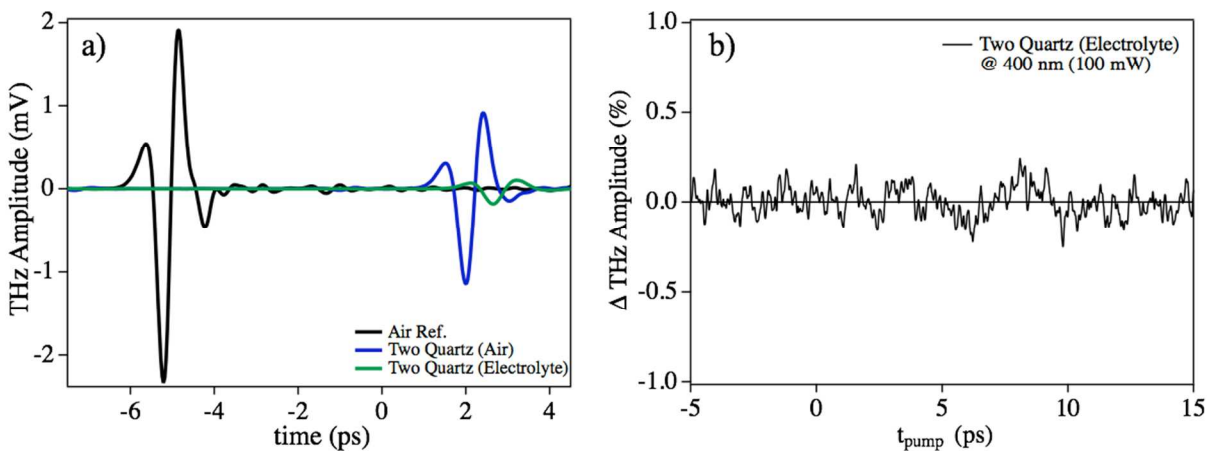 a)
THz Amplitude (mV)
2
1
0
-1
-2
-6
-4
-2
0
2
4
time (ps)
Air Ref.
Two Quartz (Air)
Two Quartz (Electrolyte)
b)
Δ THz Amplitude (%)
1.0
0.5
0.0
-0.5
-1.0
-5
0
5
10
15
t_pump (ps)
Two Quartz (Electrolyte)
@ 400 nm (100 mW)